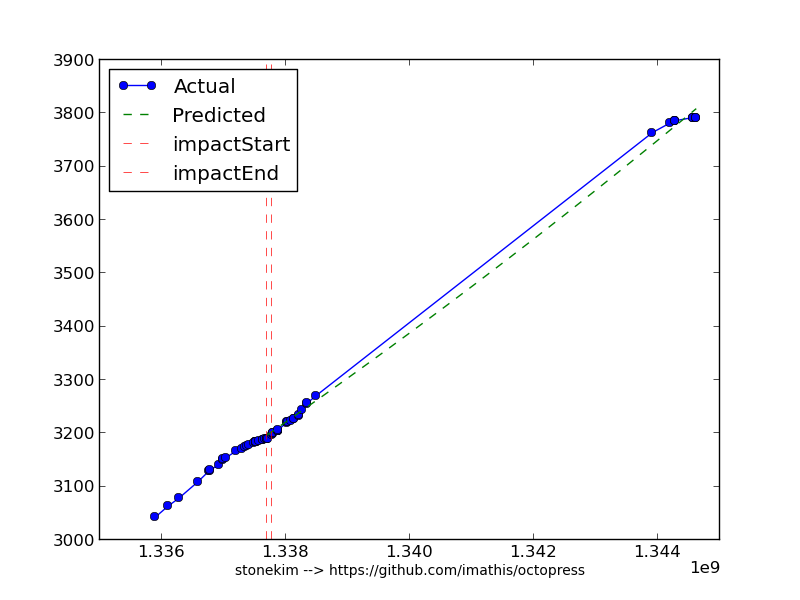 3900
3800
3700
3600
3500
3400
3300
3200
3100
3000
Actual
Predicted
impactStart
impactEnd
1.336 1.338 1.340 1.342 1.344
1e9
stonekim --> https://github.com/imathis/octopress